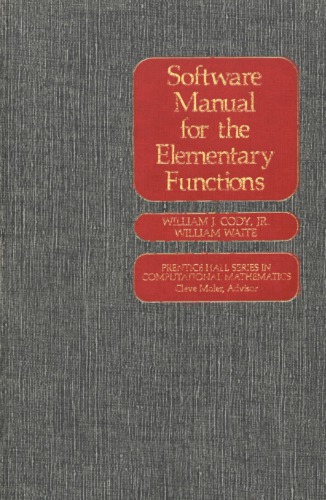 Software
Manual
for the
Elementary
Functions
WILLIAM J. CODY, JR.
WILLIAM WAITE
PRENTICE-HALL SERIES IN
COMPUTATIONAL MATHEMATICS
Cleve Moler, Advisor